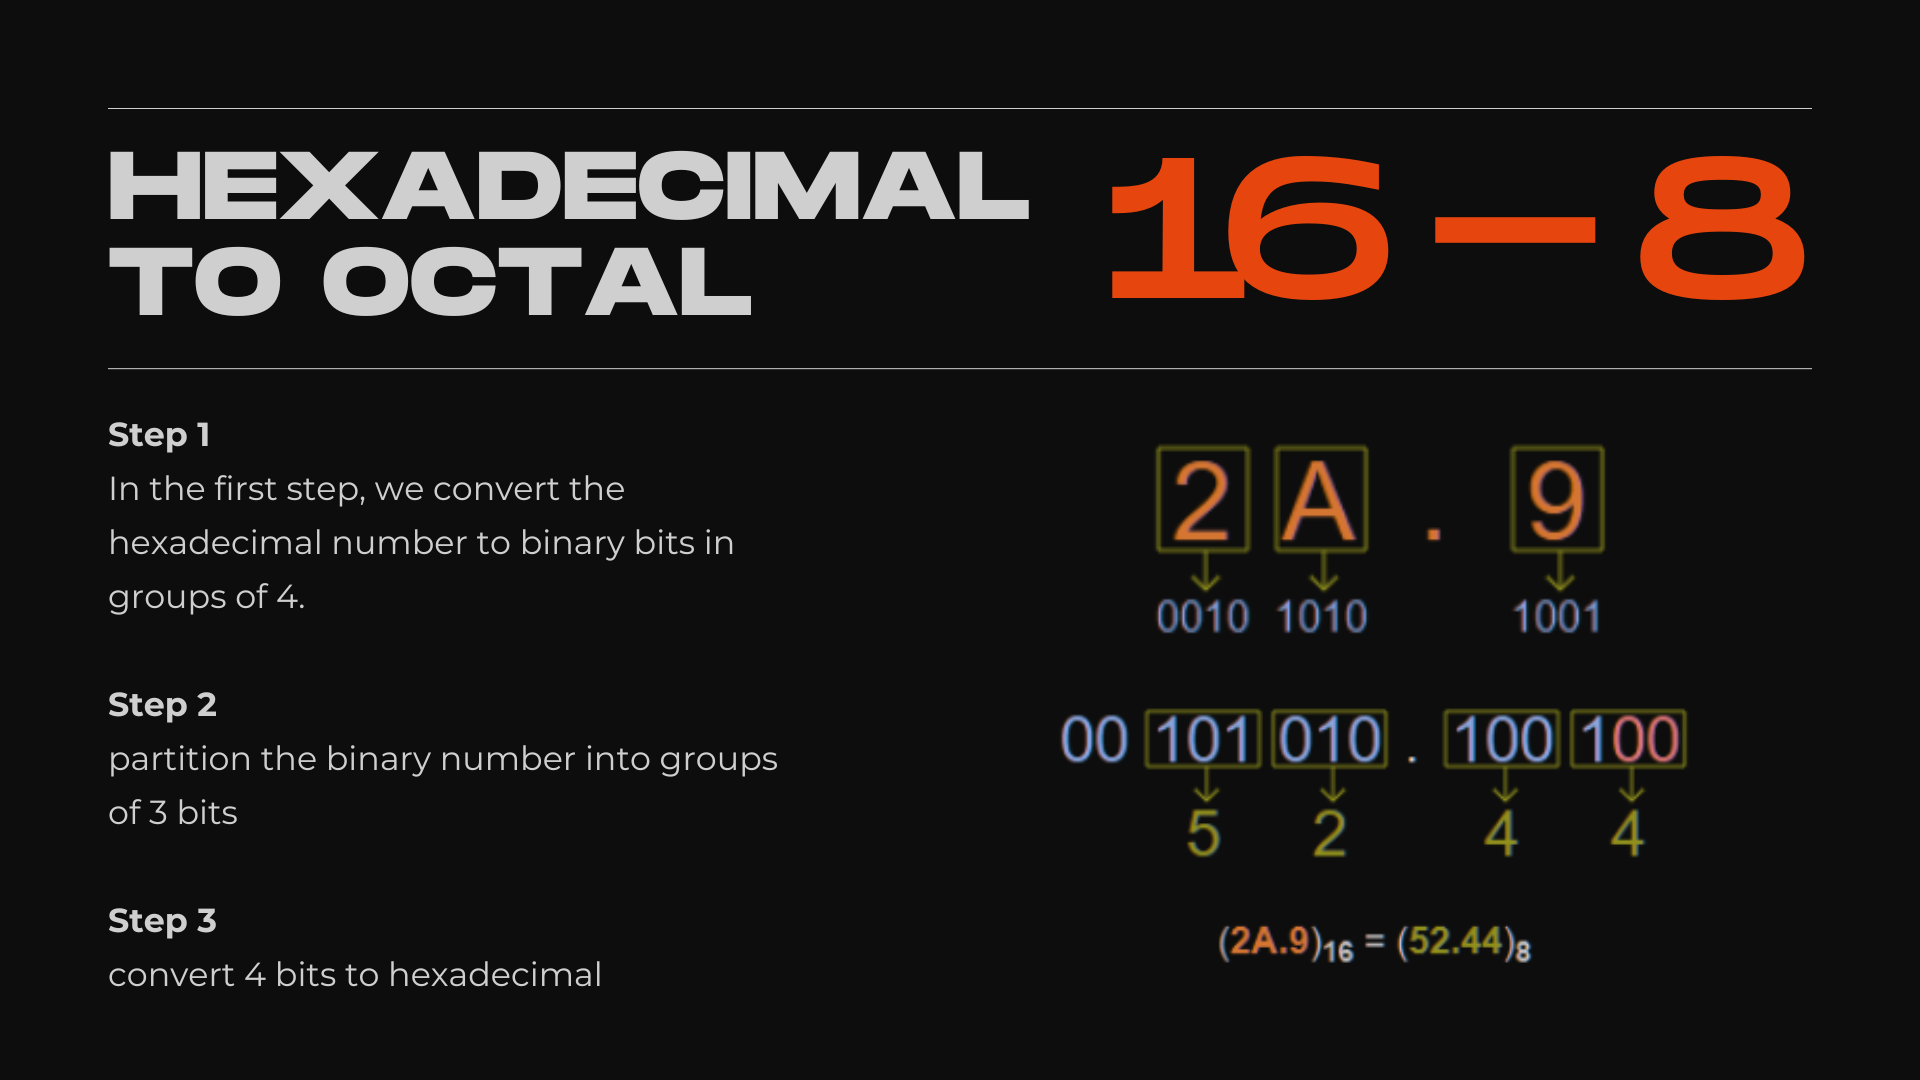 HEXADECIMAL
TO OCTAL
16 – 8
Step 1
In the first step, we convert the
hexadecimal number to binary bits in
groups of 4.
Step 2
partition the binary number into groups
of 3 bits
Step 3
convert 4 bits to hexadecimal
2 A . 9
0010 1010 1001
00 101 010 . 100 100
5 2 4 4
(2A.9)₁₆ = (52.44)₈